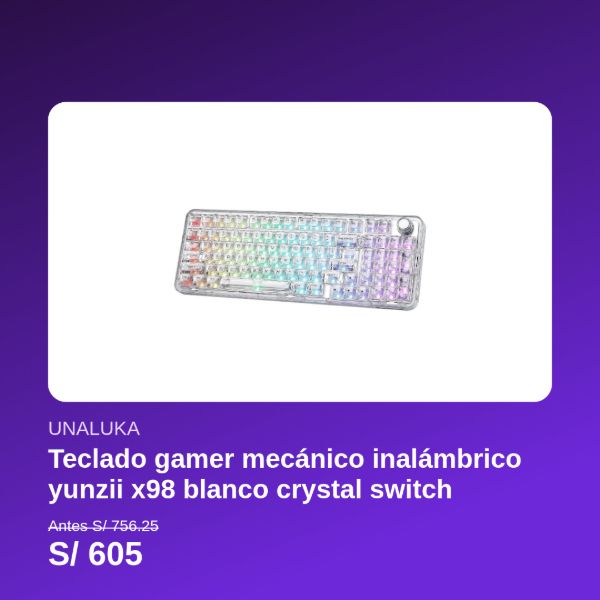 UNALUKA
Teclado gamer mecánico inalámbrico
yunzii x98 blanco crystal switch
Antes S/ 756.25
S/ 605